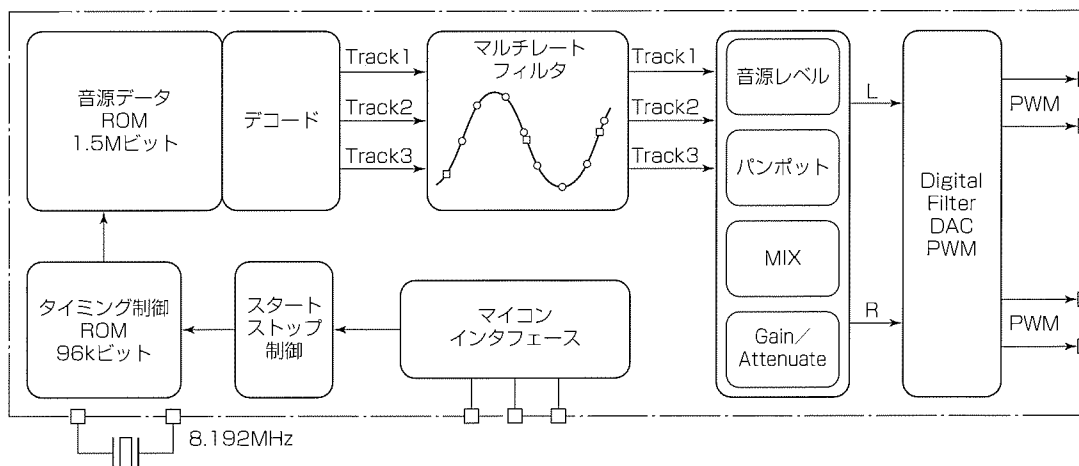 音源データ
ROM
1.5Mビット
デコード
Track1
Track2
Track3
マルチレート
フィルタ
Track1
Track2
Track3
音源レベル
パンポット
MIX
Gain/
Attenuate
L
R
Digital
Filter
DAC
PWM
PWM
PWM
タイミング制御
ROM
96kビット
スタート
ストップ
制御
マイコン
インタフェース
8.192MHz